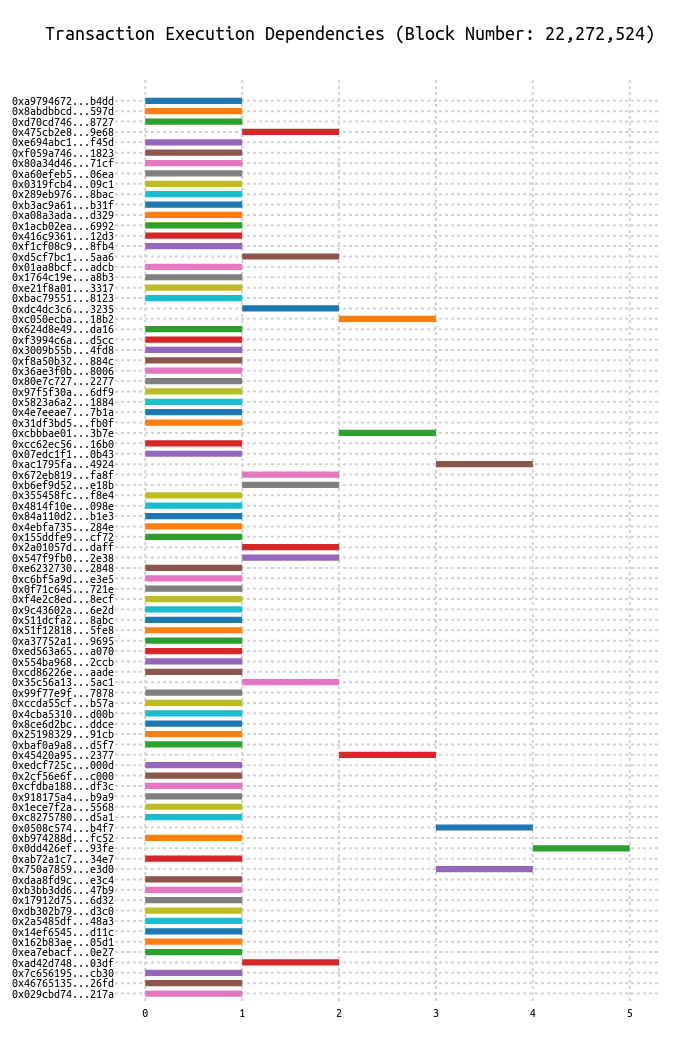 Transaction Execution Dependencies (Block Number: 22,272,524)
0xa9794672...b4dd
0x8abdbbcd...597d
0xd70cd746...8727
0x475cb2e8...9e68
0xe694abc1...f45d
0xf059a746...1823
0x80a34d46...71cf
0xa60efeb5...06ea
0x0319fcb4...09c1
0x289eb976...8bac
0xb3ac9a61...b31f
0xa08a3ada...d329
0x1acb02ea...6992
0x416c9361...12d3
0xf1cf08c9...8fb4
0xd5cf7bc1...5aa6
0x01aa8bcf...adcb
0x1764c19e...a8b3
0xe21f8a01...3317
0xbac79551...8123
0xdc4dc3c6...3235
0xc050ecba...18b2
0x624d8e49...da16
0xf3994c6a...d5cc
0x3009b55b...4fd8
0xf8a50b32...884c
0x36ae3f0b...8006
0x80e7c727...2277
0x97f5f30a...6df9
0x5823a6a2...1884
0x4e7eeae7...7b1a
0x31df3bd5...fb0f
0xcbbbae01...3b7e
0xcc62ec56...16b0
0x07edc1f1...0b43
0xac1795fa...4924
0x672eb819...fa8f
0xb6ef9d52...e18b
0x355458fc...f8e4
0x4814f10e...098e
0x84a110d2...b1e3
0x4ebfa735...284e
0x155ddfe9...cf72
0x2a01057d...daff
0x547f9fb0...2e38
0xe6232730...2848
0xc6bf5a9d...e3e5
0x0f71c645...721e
0xf4e2c8ed...8ecf
0x9c43602a...6e2d
0x511dcfa2...8abc
0x51f12818...5fe8
0xa37752a1...9695
0xed563a65...a070
0x554ba968...2ccb
0xcd86226e...aade
0x35c56a13...5ac1
0x99f77e9f...7878
0xccda55cf...b57a
0x4cba5310...d00b
0x8ce6d2bc...ddce
0x25198329...91cb
0xbaf0a9a8...d5f7
0x45420a95...2377
0xedcf725c...000d
0x2cf56e6f...c000
0xcfdba188...df3c
0x918175a4...b9a9
0x1ece7f2a...5568
0xc8275780...d5a1
0x0508c574...b4f7
0xb974288d...fc52
0x0dd426ef...93fe
0xab72a1c7...34e7
0x750a7859...e3d0
0xdaa8fd9c...e3c4
0xb3bb3dd6...47b9
0x17912d75...6d32
0xdb302b79...d3c0
0x2a5485df...48a3
0x14ef6545...d11c
0x162b83ae...05d1
0xea7ebacf...0e27
0xad42d748...03df
0x7c656195...cb30
0x46765135...26fd
0x029cbd74...217a
0 1 2 3 4 5